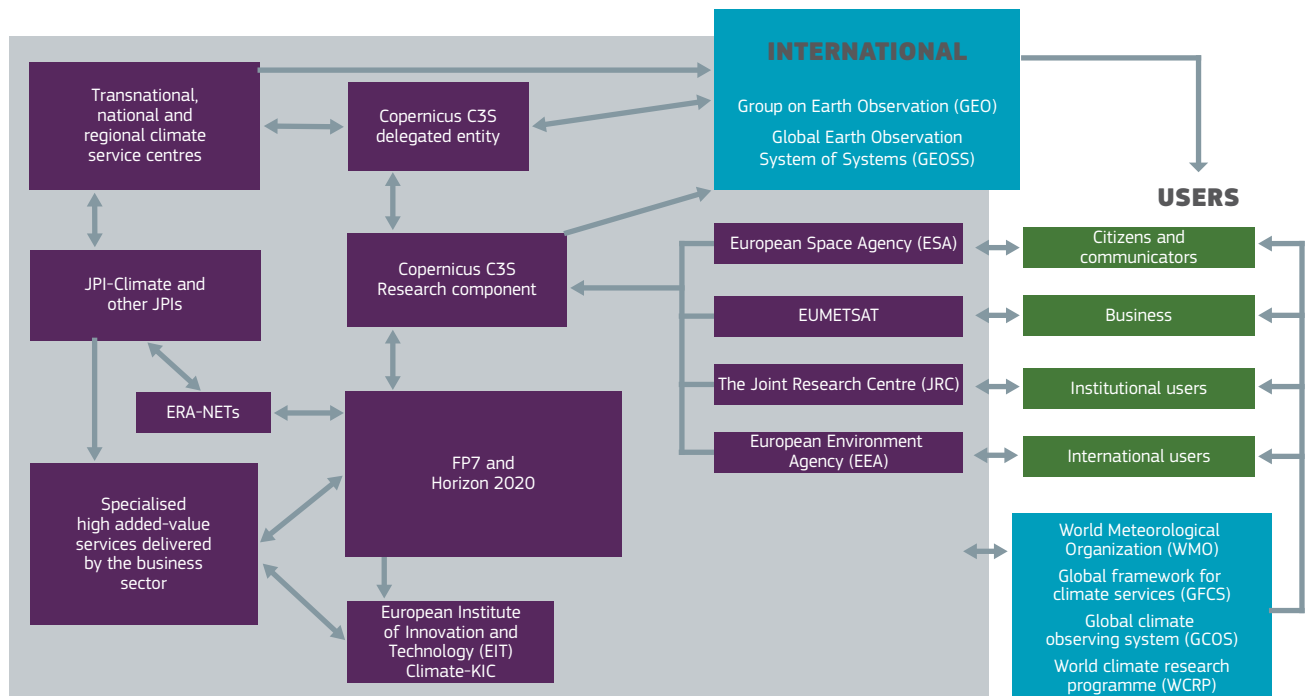 INTERNATIONAL
Group on Earth Observation (GEO)
Global Earth Observation
System of Systems (GEOSS)
Transnational,
national and
regional climate
service centres
Copernicus C3S
delegated entity
USERS
JPI-Climate and
other JPIs
Copernicus C3S
Research component
European Space Agency (ESA)
Citizens and
communicators
EUMETSAT
Business
The Joint Research Centre (JRC)
Institutional users
ERA-NETs
European Environment
Agency (EEA)
International users
FP7 and
Horizon 2020
Specialised
high added-value
services delivered
by the business
sector
European Institute
of Innovation and
Technology (EIT)
Climate-KIC
World Meteorological
Organization (WMO)
Global framework for
climate services (GFCS)
Global climate
observing system (GCOS)
World climate research
programme (WCRP)